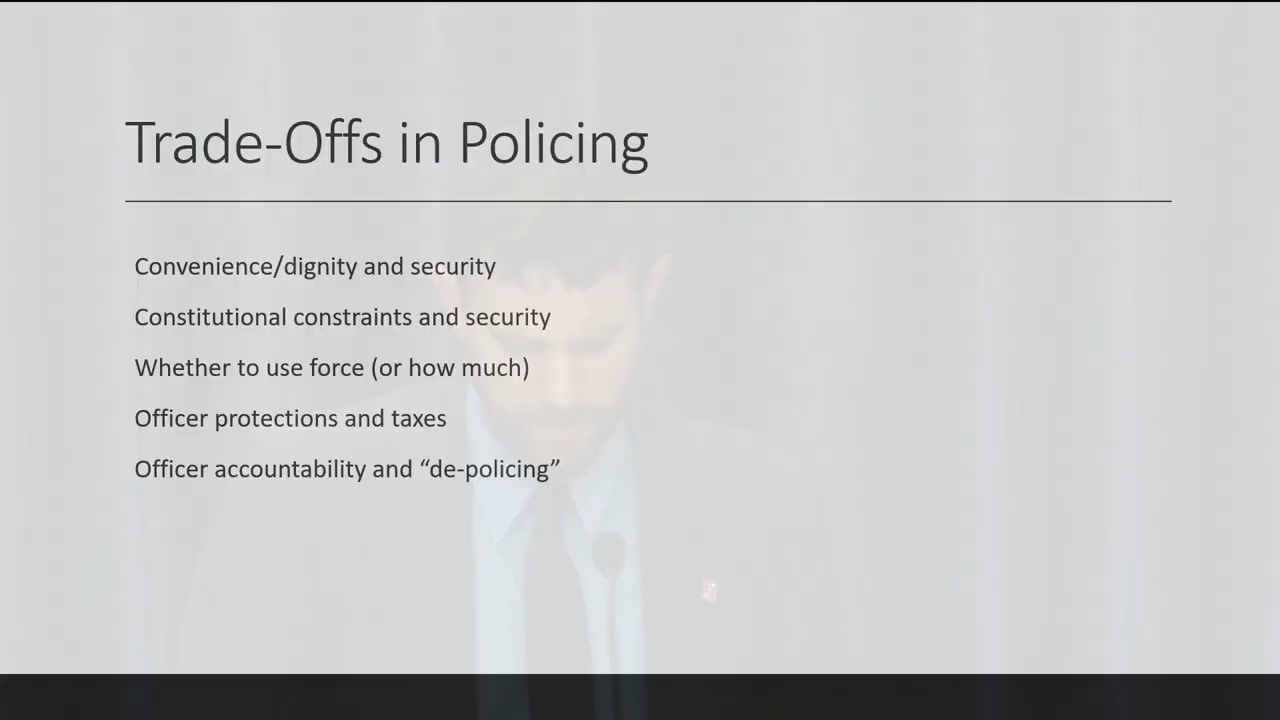 Trade-Offs in Policing
Convenience/dignity and security
Constitutional constraints and security
Whether to use force (or how much)
Officer protections and taxes
Officer accountability and “de-policing”